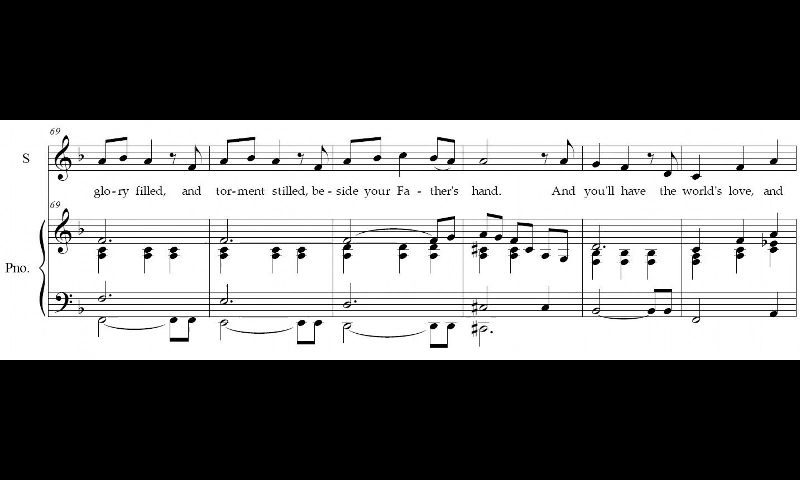 69
S
glo-ry filled, and tor-ment stilled, be-side your Fa-ther's hand. And you'll have the world's love, and
69
Pno.